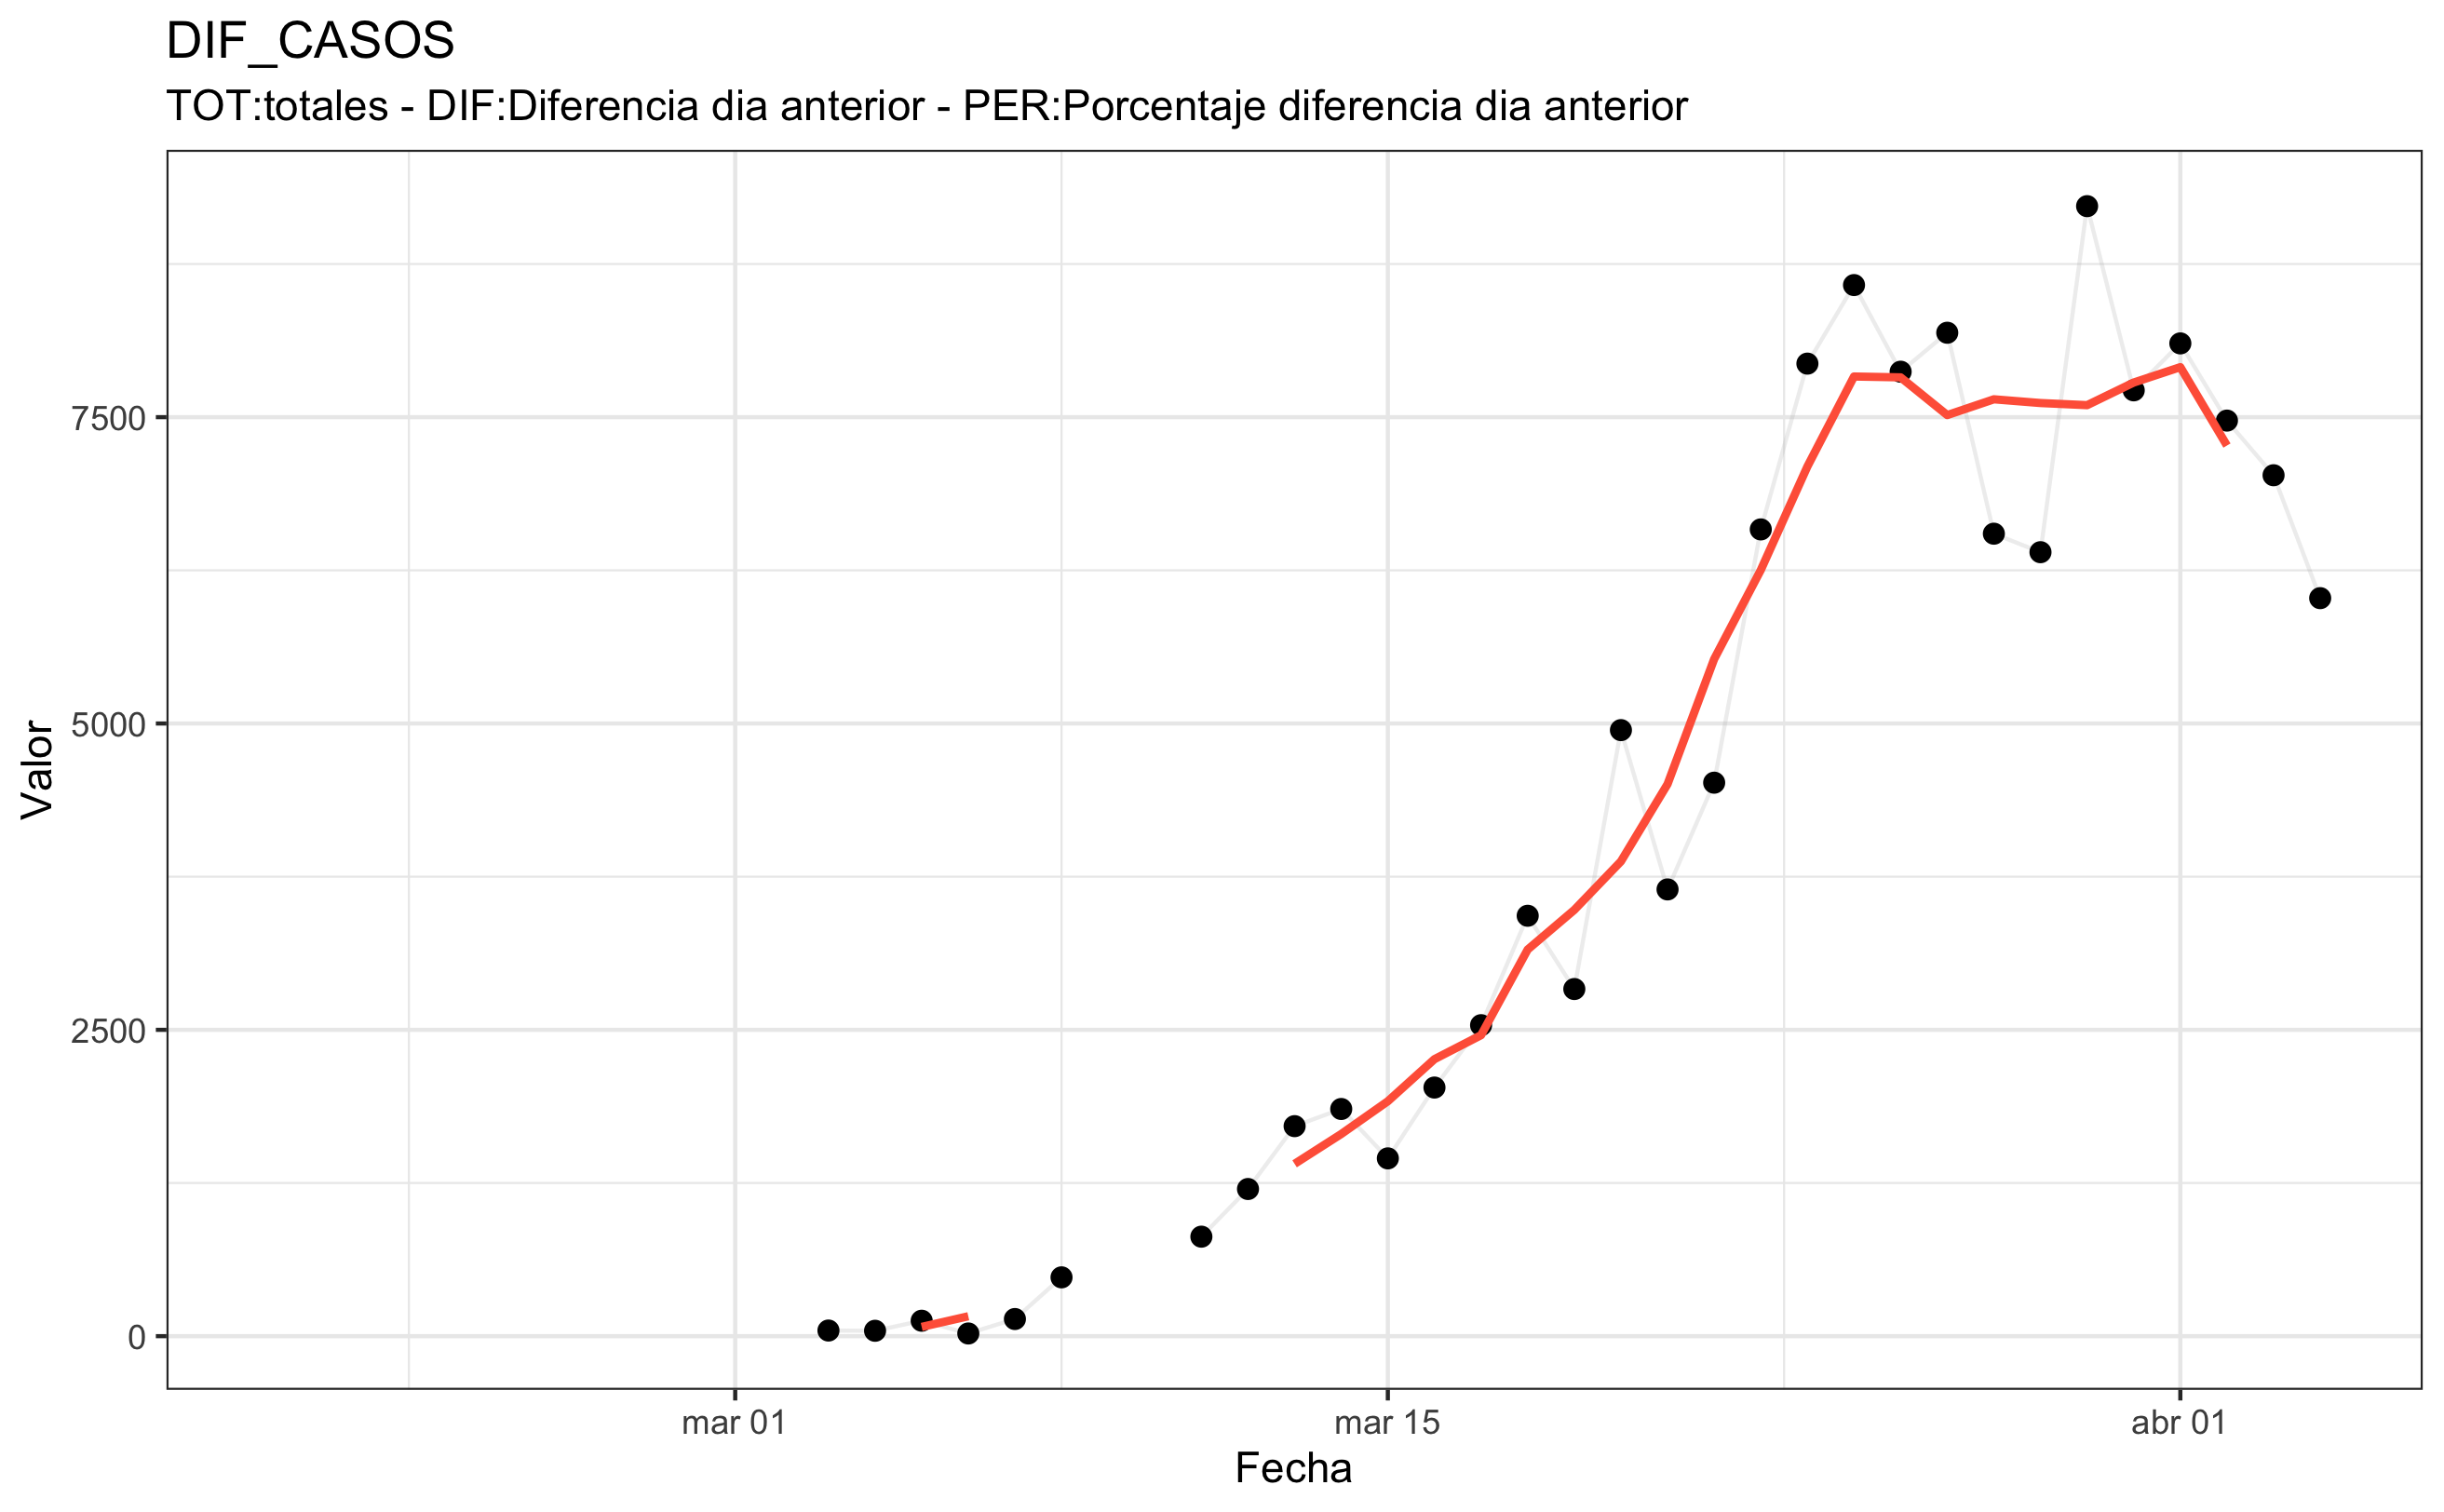 DIF_CASOS
TOT:totales - DIF:Diferencia dia anterior - PER:Porcentaje diferencia dia anterior
Valor
7500
5000
2500
0
mar 01
mar 15
abr 01
Fecha